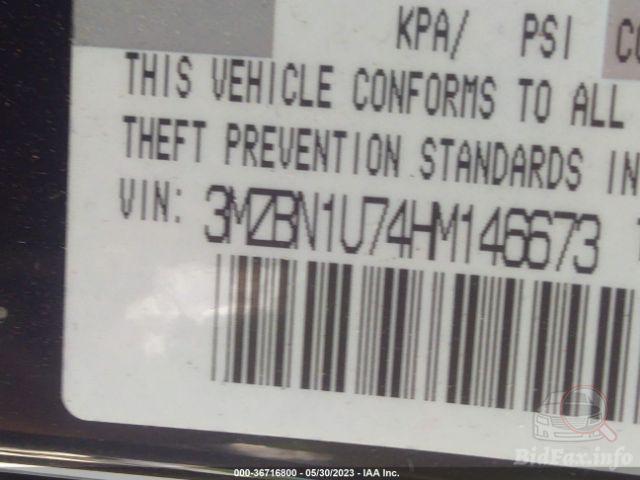 KPA/ PSI
THIS VEHICLE CONFORMS TO ALL
THEFT PREVENTION STANDARDS IN
VIN: 3MZBN1U74HM146673
000-36716800 - 05/30/2023 - IAA Inc.
BidFax.info